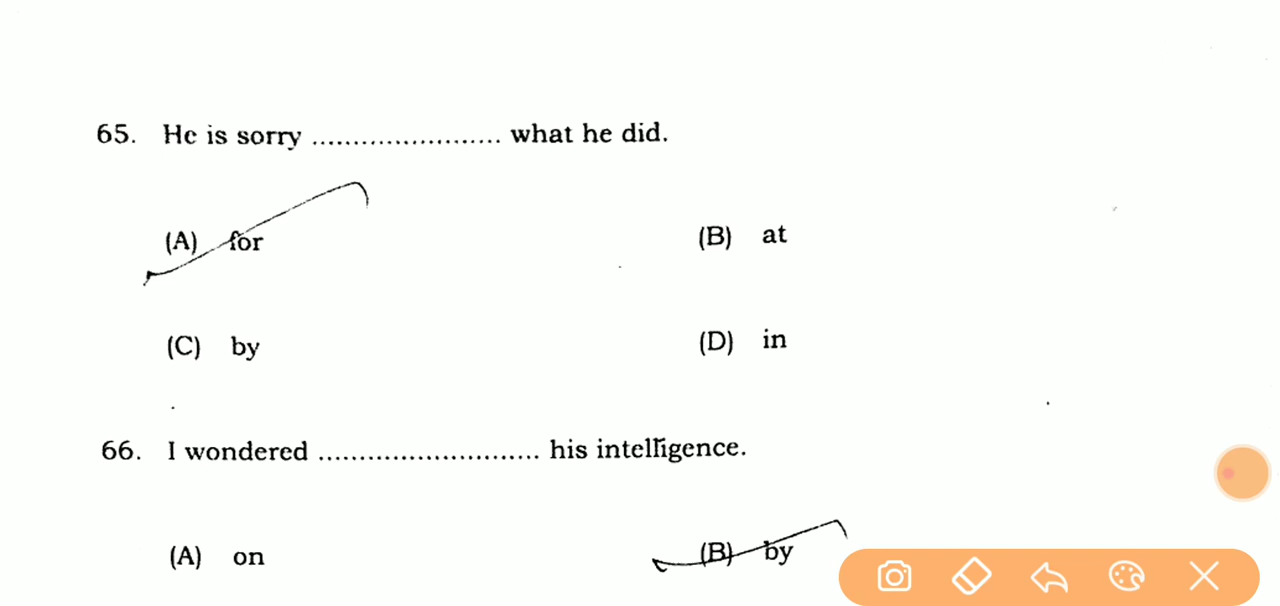 65. He is sorry ....................... what he did.
(A) for (B) at
(C) by (D) in
66. I wondered ........................... his intelligence.
(A) on (B) by